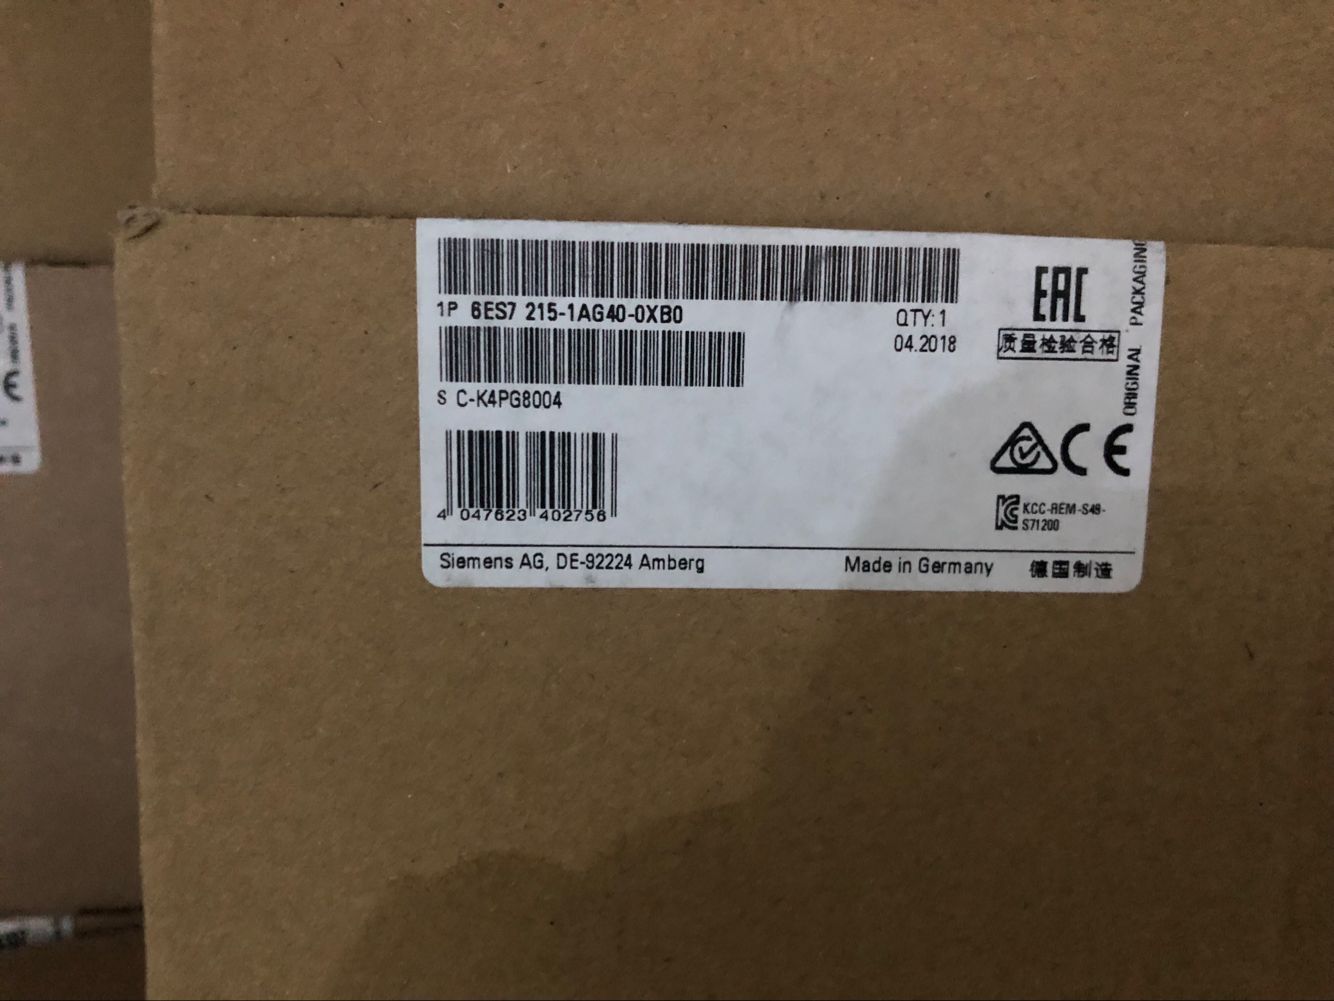 1P 6ES7 215-1AG40-0XB0
QTY: 1
04.2018
S C-K4PG8004
4 047623 402756
EAC
质量检验合格
ORIGINAL PACKAGING
CE
KCC-REM-S49-
S71200
Siemens AG, DE-92224 Amberg
Made in Germany 德国制造